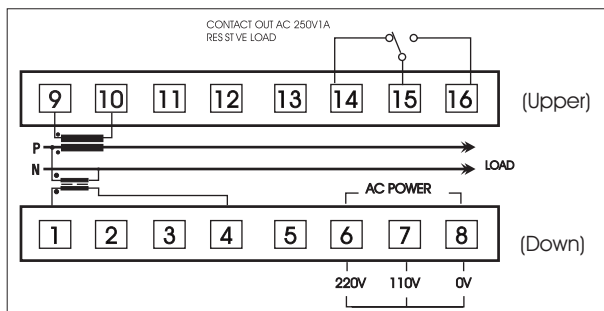 CONTACT OUT AC 250V1A
RES ST VE LOAD
9 10 11 12 13 14 15 16 (Upper)
P
N
LOAD
AC POWER
1 2 3 4 5 6 7 8 (Down)
220V 110V 0V